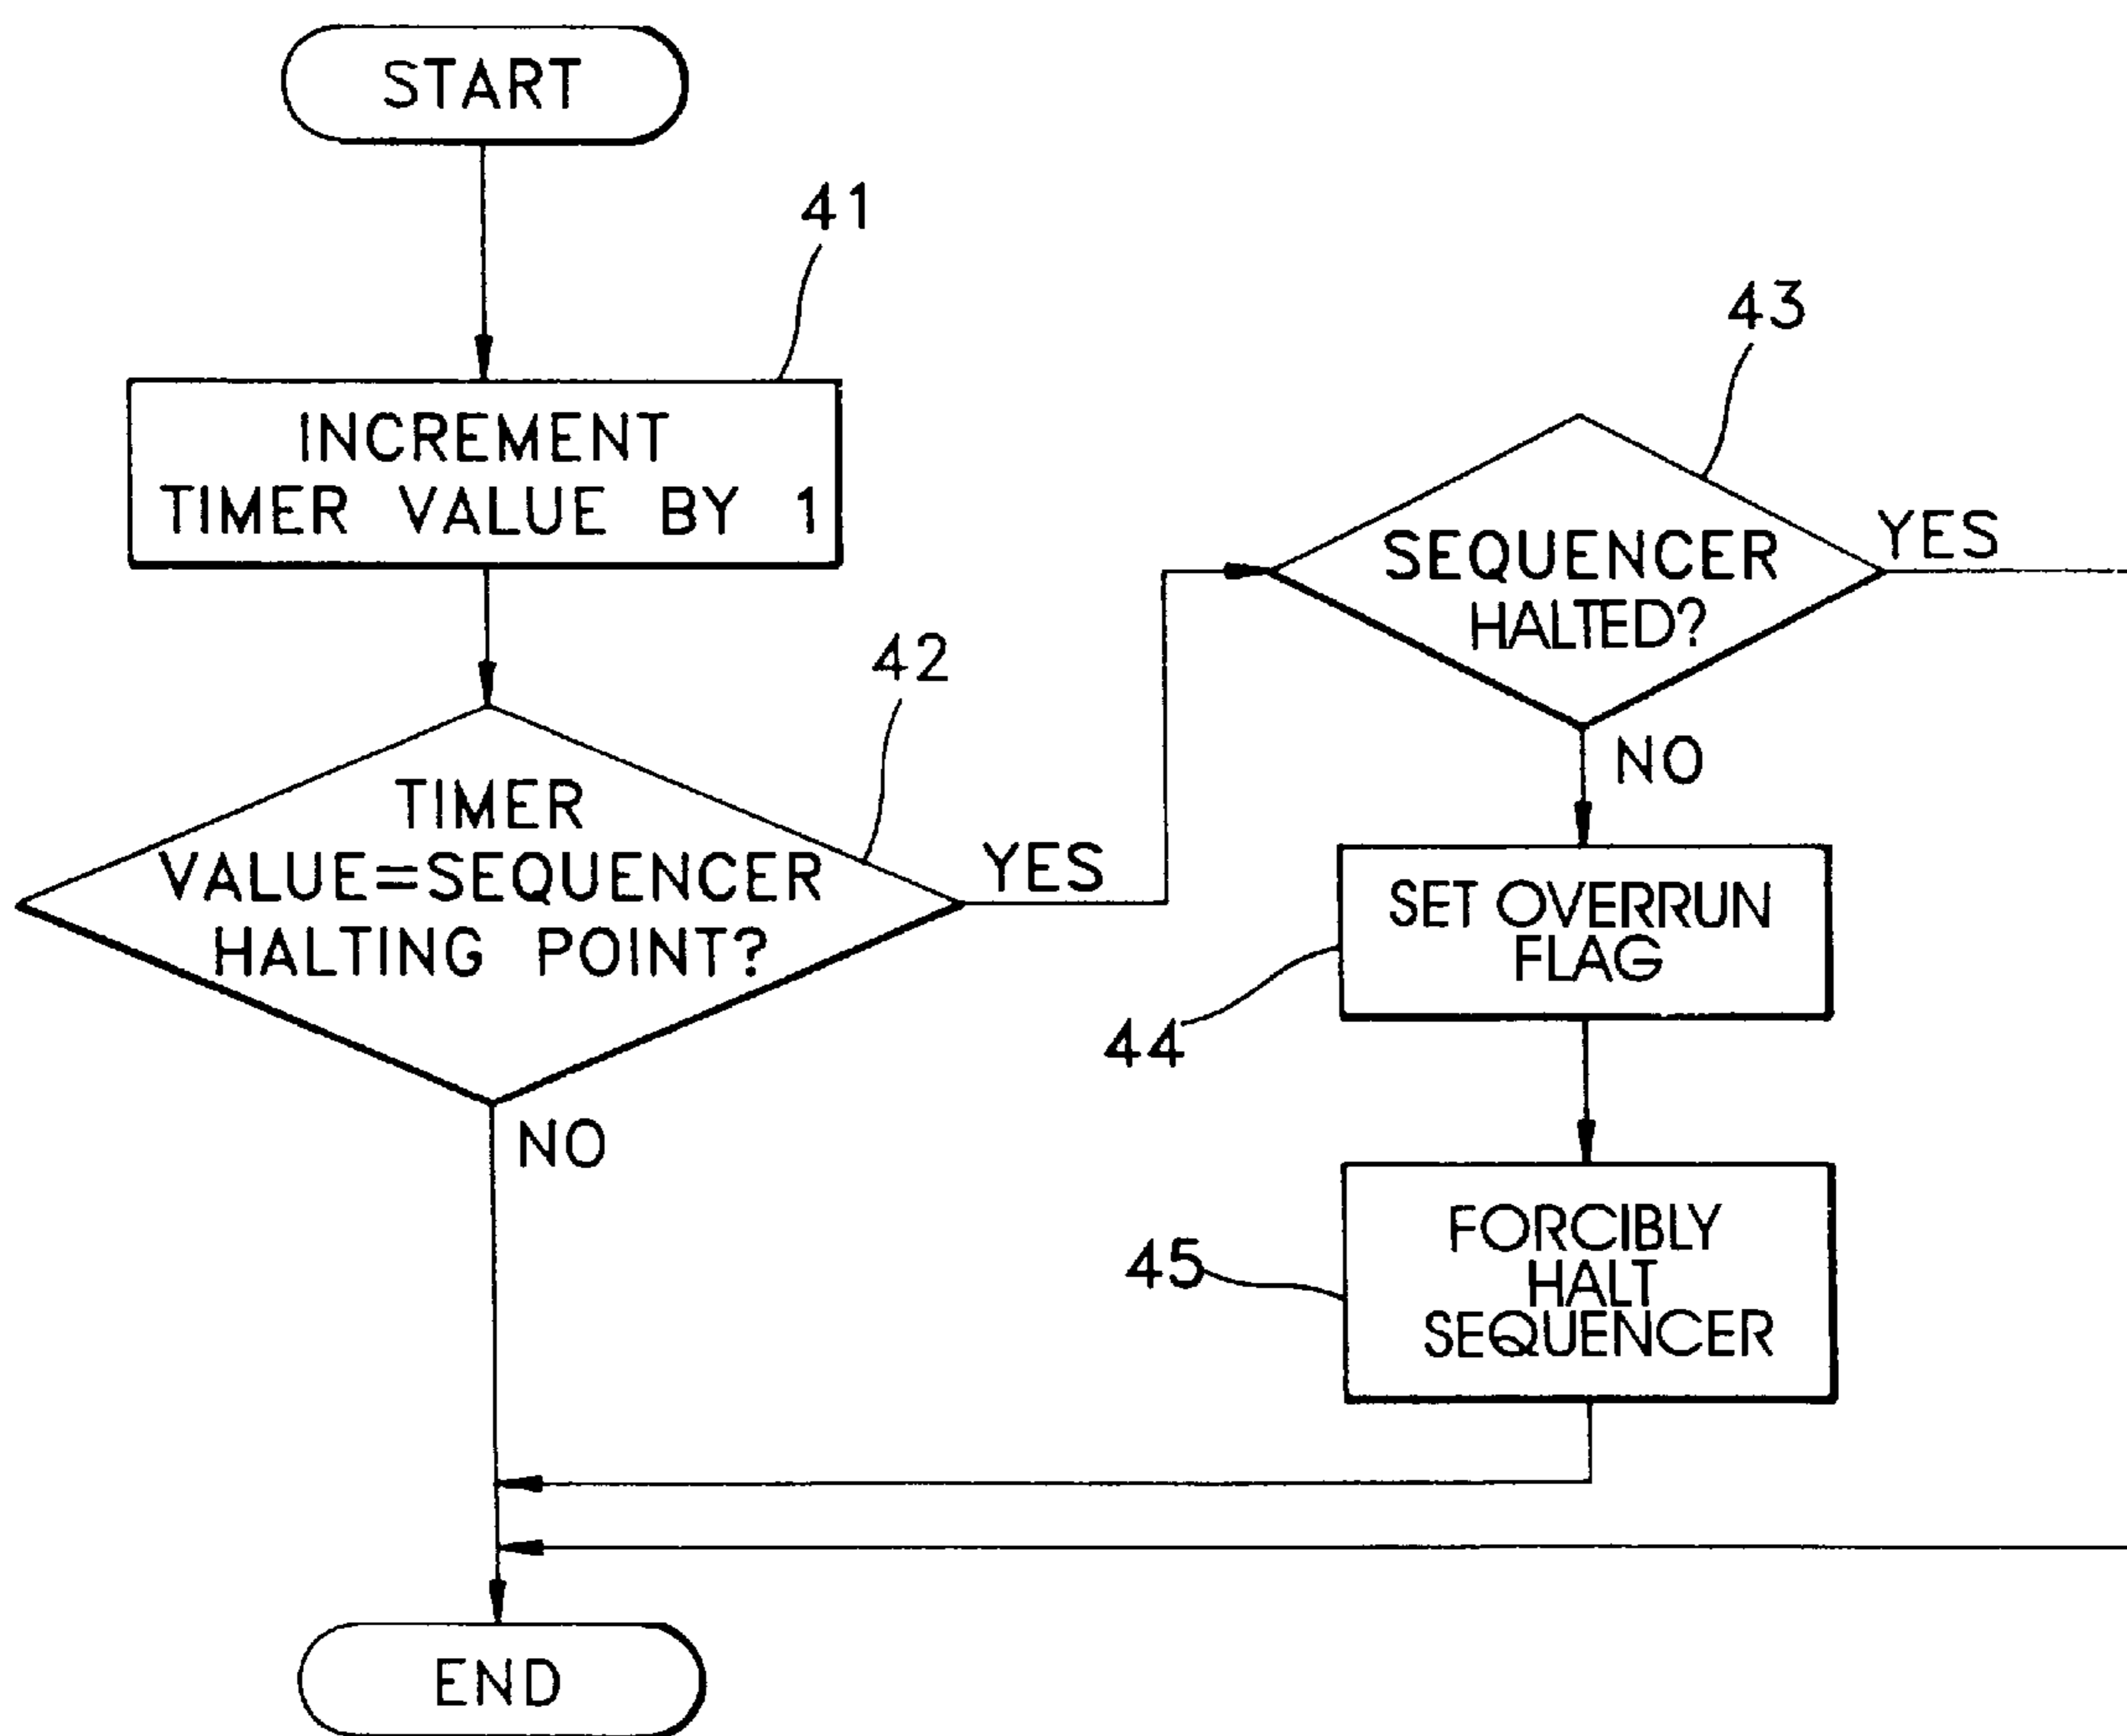 START
41
INCREMENT
TIMER VALUE BY 1
42
TIMER
VALUE=SEQUENCER
HALTING POINT?
YES
NO
43
SEQUENCER
HALTED?
YES
NO
SET OVERRUN
FLAG
44
FORCIBLY
HALT
SEQUENCER
45
END